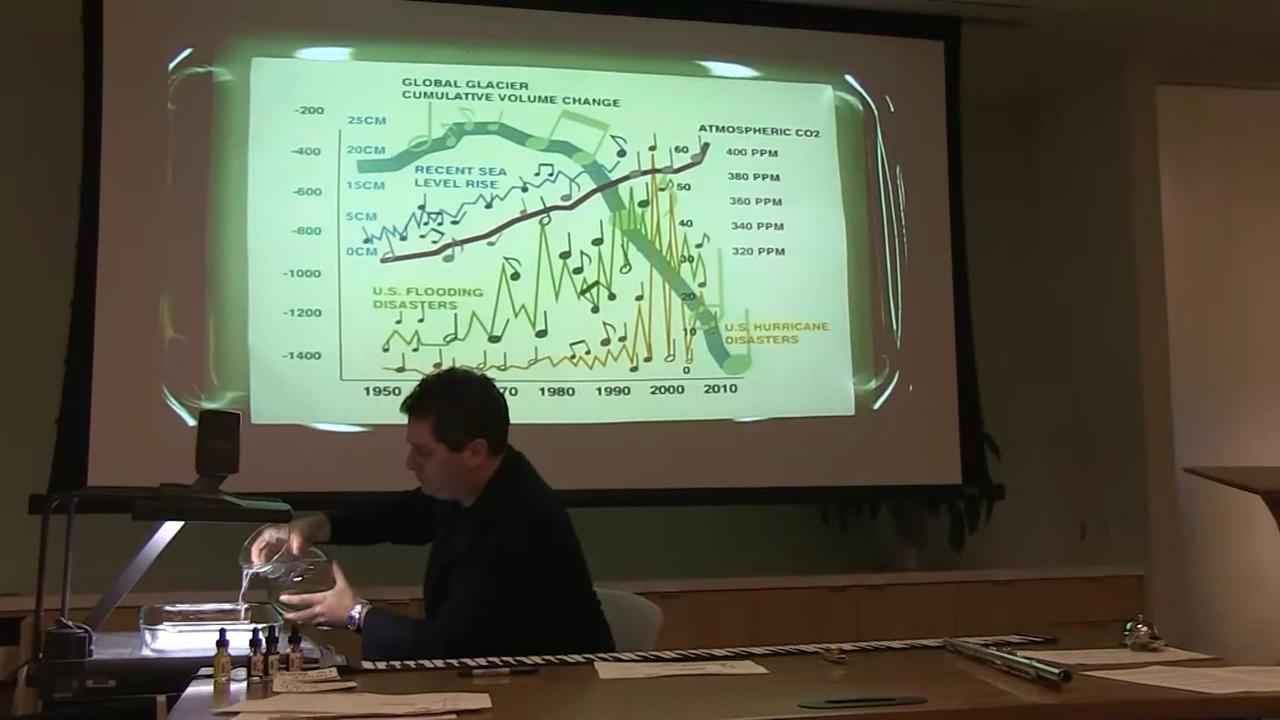 GLOBAL GLACIER
CUMULATIVE VOLUME CHANGE
-200
-400
-600
-800
-1000
-1200
-1400
25CM
20CM
15CM
5CM
0CM
RECENT SEA
LEVEL RISE
ATMOSPHERIC CO2
400 PPM
380 PPM
360 PPM
340 PPM
320 PPM
60
50
40
30
20
10
0
U.S. FLOODING
DISASTERS
U.S. HURRICANE
DISASTERS
1950
70
1980
1990
2000
2010